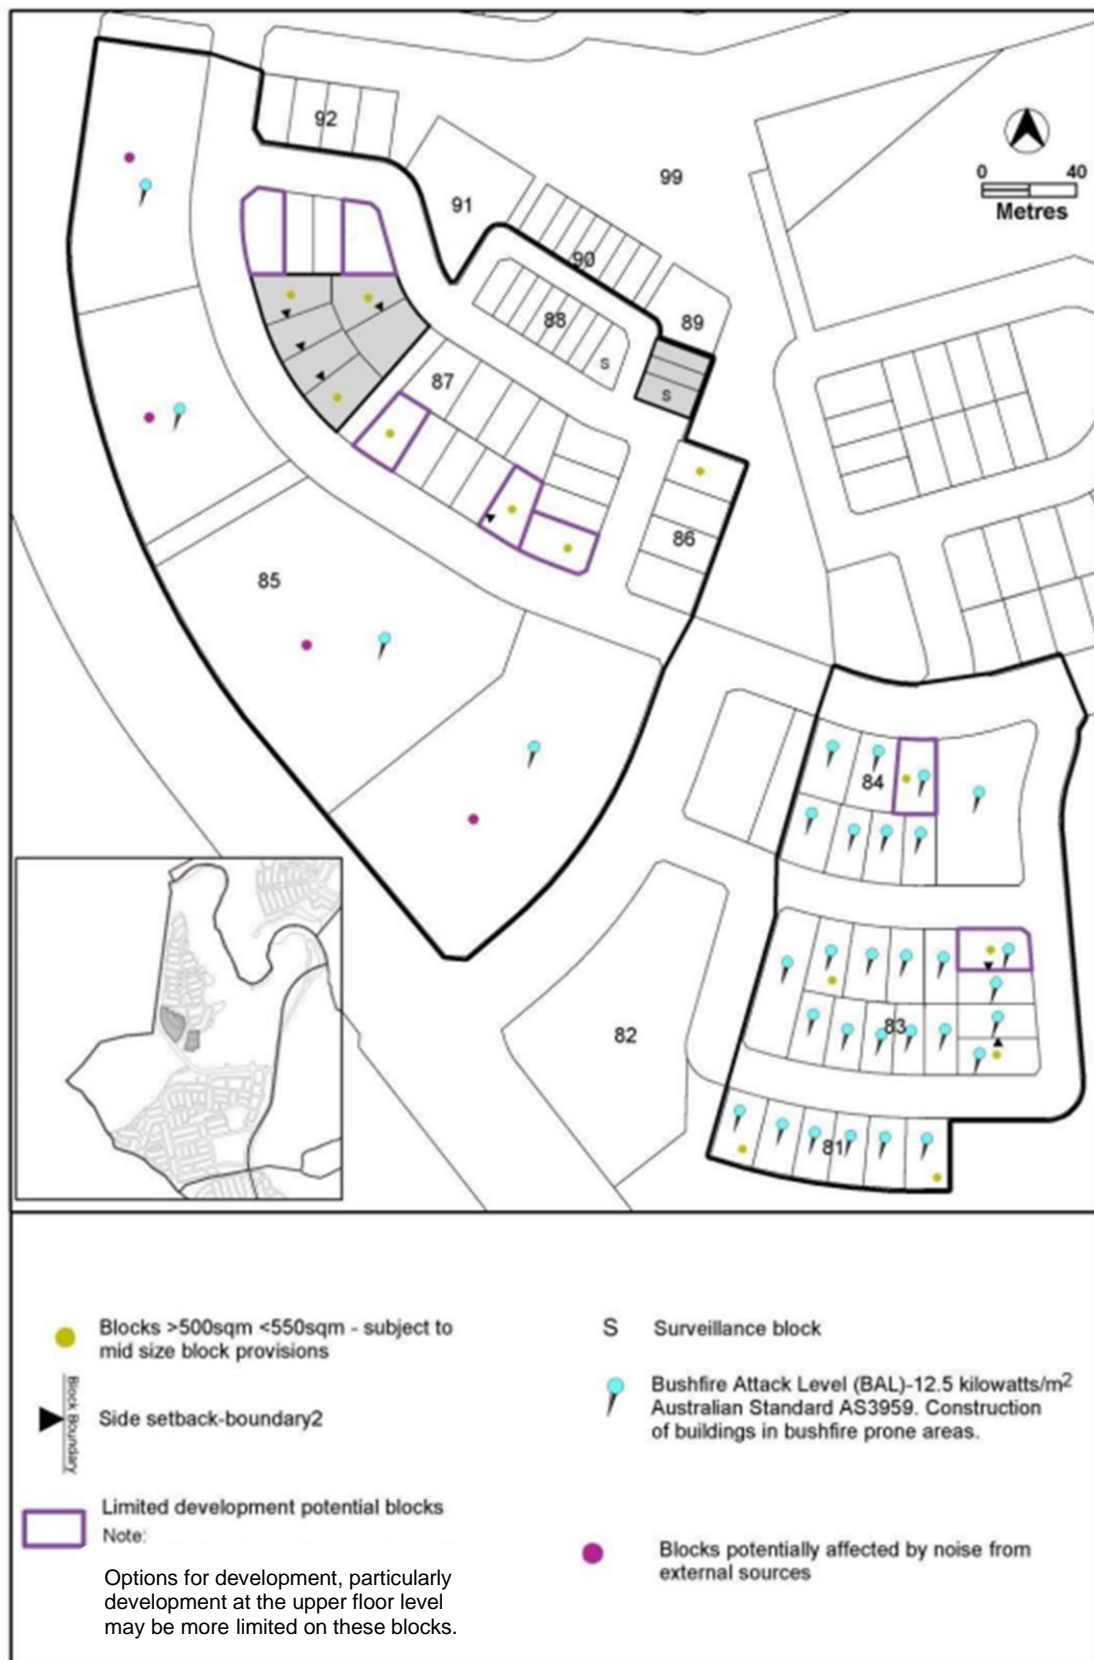 92
99
0 40
Metres
91
90
89
88
S
S
87
86
85
84
83
82
81
Blocks >500sqm <550sqm - subject to
mid size block provisions
Block Boundary
Side setback-boundary2
Limited development potential blocks
Note:
Options for development, particularly
development at the upper floor level
may be more limited on these blocks.
S Surveillance block
Bushfire Attack Level (BAL)-12.5 kilowatts/m2
Australian Standard AS3959. Construction
of buildings in bushfire prone areas.
Blocks potentially affected by noise from
external sources